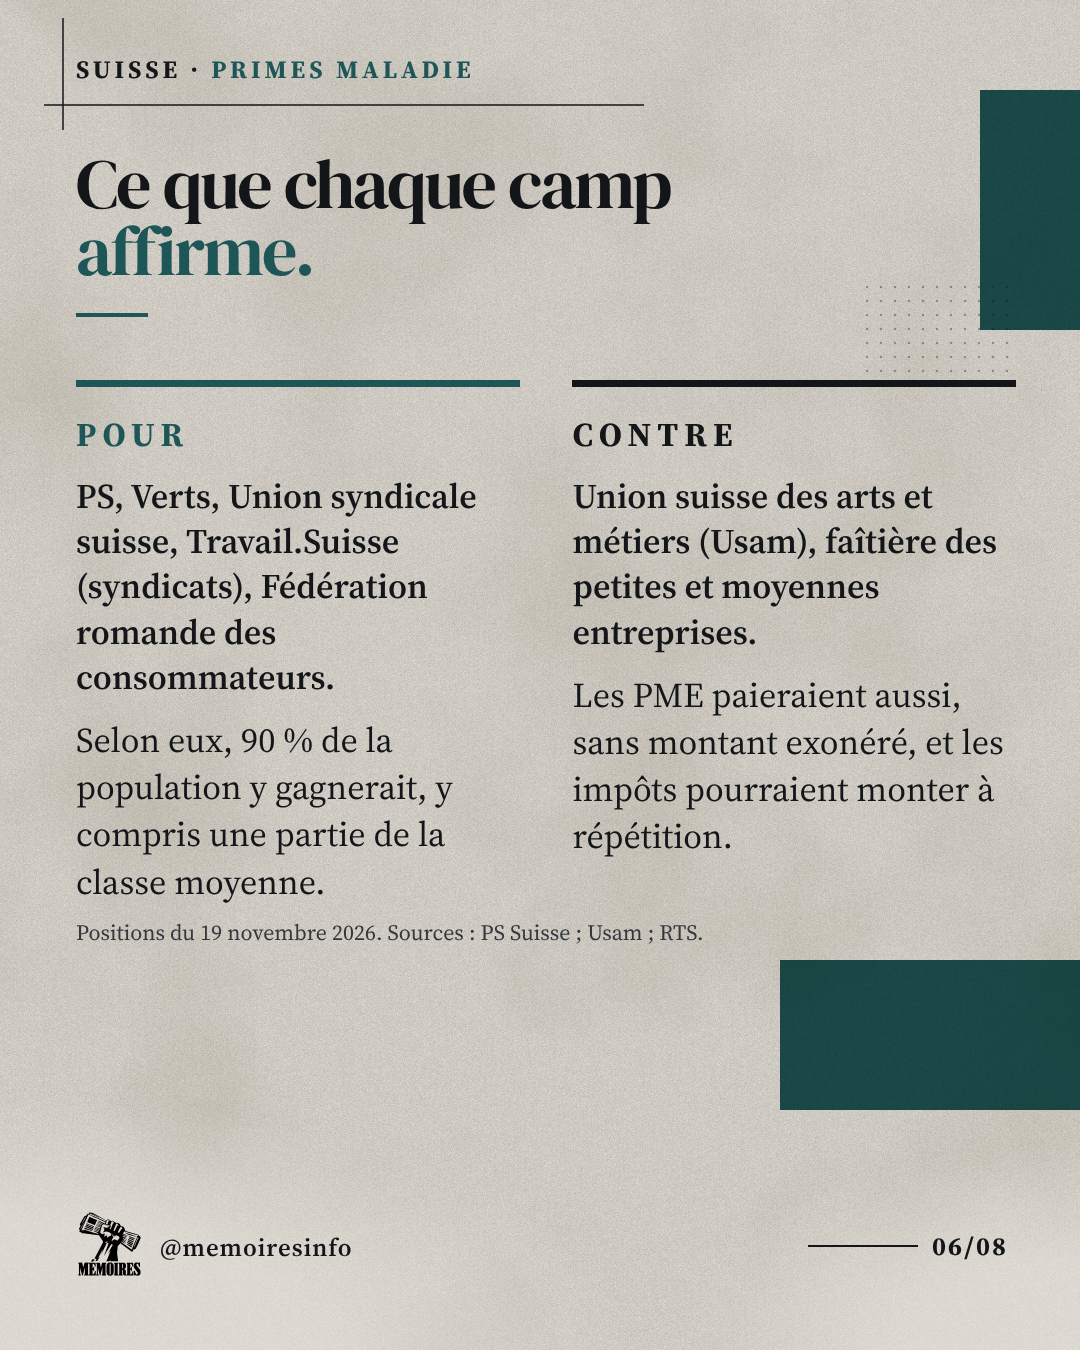 SUISSE · PRIMES MALADIE
Ce que chaque camp
affirme.
POUR
PS, Verts, Union syndicale
suisse, Travail.Suisse
(syndicats), Fédération
romande des
consommateurs.
Selon eux, 90 % de la
population y gagnerait, y
compris une partie de la
classe moyenne.
CONTRE
Union suisse des arts et
métiers (Usam), faîtière des
petites et moyennes
entreprises.
Les PME paieraient aussi,
sans montant exonéré, et les
impôts pourraient monter à
répétition.
Positions du 19 novembre 2026. Sources : PS Suisse ; Usam ; RTS.
MÉMOIRES
@memoiresinfo
06/08